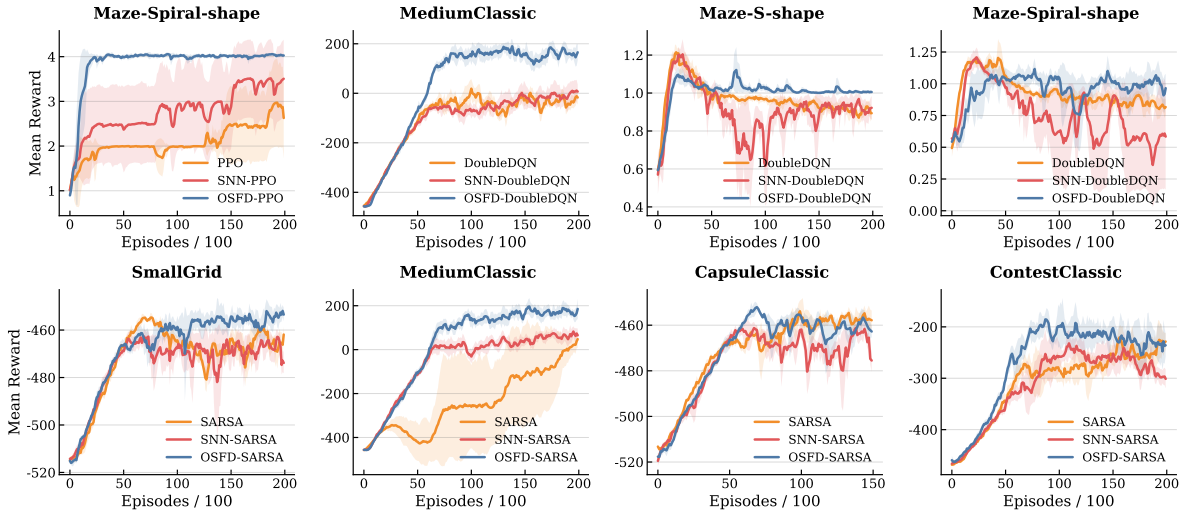 Maze-Spiral-shape
MediumClassic
Maze-S-shape
Maze-Spiral-shape
Mean Reward
4
3
2
1
PPO
SNN-PPO
OSFD-PPO
0 50 100 150 200
Episodes / 100
200
0
-200
-400
DoubleDQN
SNN-DoubleDQN
OSFD-DoubleDQN
0 50 100 150 200
Episodes / 100
1.2
1.0
0.8
0.6
0.4
DoubleDQN
SNN-DoubleDQN
OSFD-DoubleDQN
0 50 100 150 200
Episodes / 100
1.25
1.00
0.75
0.50
0.25
0.00
DoubleDQN
SNN-DoubleDQN
OSFD-DoubleDQN
0 50 100 150 200
Episodes / 100
SmallGrid
MediumClassic
CapsuleClassic
ContestClassic
Mean Reward
-460
-480
-500
-520
SARSA
SNN-SARSA
OSFD-SARSA
0 50 100 150 200
Episodes / 100
200
0
-200
-400
SARSA
SNN-SARSA
OSFD-SARSA
0 50 100 150 200
Episodes / 100
-460
-480
-500
-520
SARSA
SNN-SARSA
OSFD-SARSA
0 50 100 150
Episodes / 100
-200
-300
-400
SARSA
SNN-SARSA
OSFD-SARSA
0 50 100 150 200
Episodes / 100